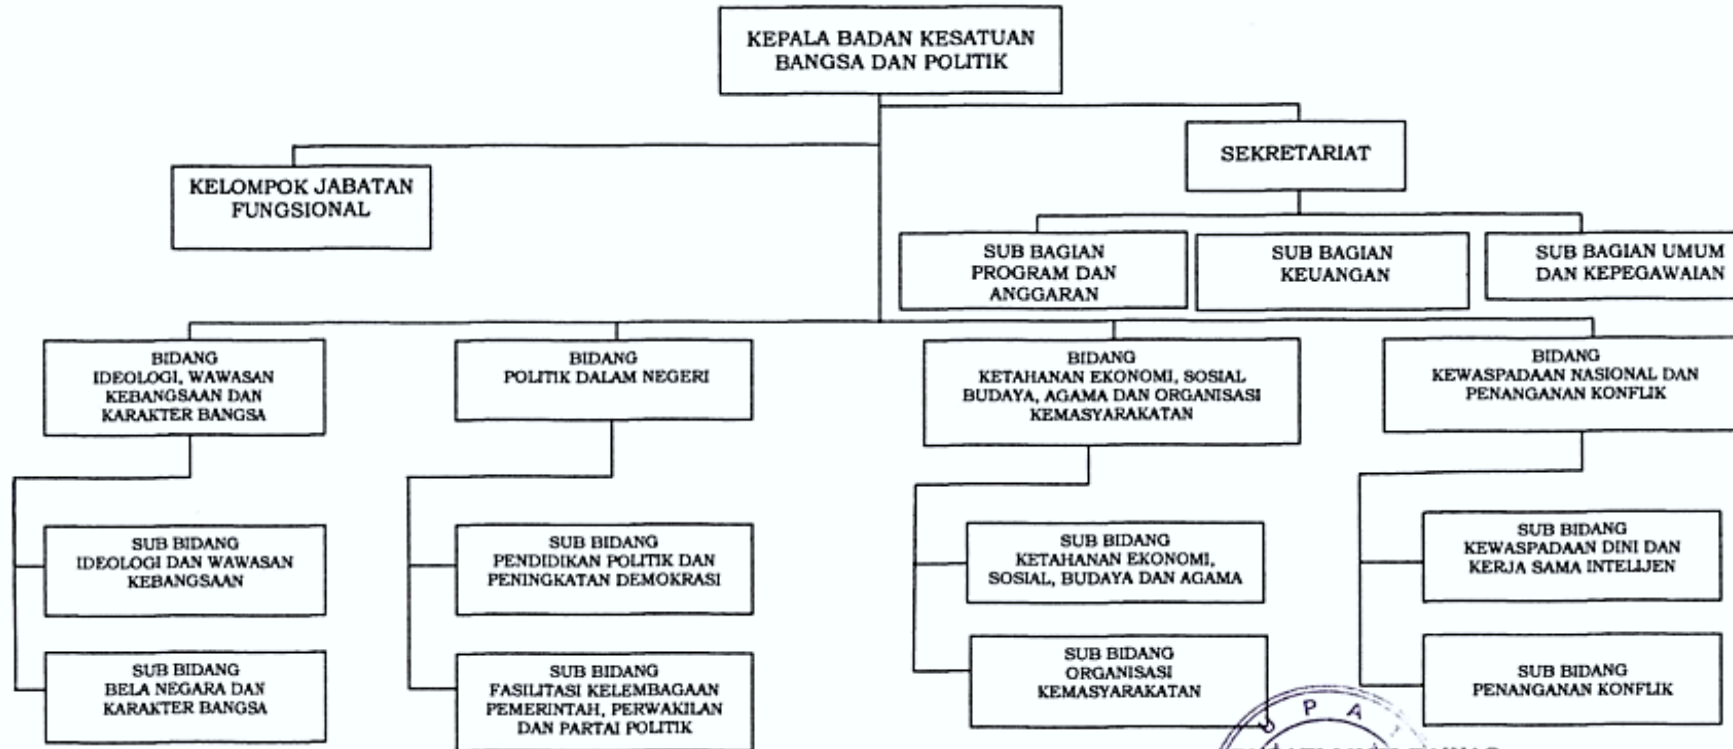 KEPALA BADAN KESATUAN
BANGSA DAN POLITIK
SEKRETARIAT
KELOMPOK JABATAN
FUNGSIONAL
SUB BAGIAN
PROGRAM DAN
ANGGARAN
SUB BAGIAN
KEUANGAN
SUB BAGIAN UMUM
DAN KEPEGAWAIAN
BIDANG
IDEOLOGI, WAWASAN
KEBANGSAAN DAN
KARAKTER BANGSA
BIDANG
POLITIK DALAM NEGERI
BIDANG
KETAHANAN EKONOMI, SOSIAL
BUDAYA, AGAMA DAN ORGANISASI
KEMASYARAKATAN
BIDANG
KEWASPADAAN NASIONAL DAN
PENANGANAN KONFLIK
SUB BIDANG
IDEOLOGI DAN WAWASAN
KEBANGSAAN
SUB BIDANG
PENDIDIKAN POLITIK DAN
PENINGKATAN DEMOKRASI
SUB BIDANG
KETAHANAN EKONOMI,
SOSIAL, BUDAYA DAN AGAMA
SUB BIDANG
KEWASPADAAN DINI DAN
KERJA SAMA INTELIJEN
SUB BIDANG
BELA NEGARA DAN
KARAKTER BANGSA
SUB BIDANG
FASILITASI KELEMBAGAAN
PEMERINTAH, PERWAKILAN
DAN PARTAI POLITIK
SUB BIDANG
ORGANISASI
KEMASYARAKATAN
SUB BIDANG
PENANGANAN KONFLIK